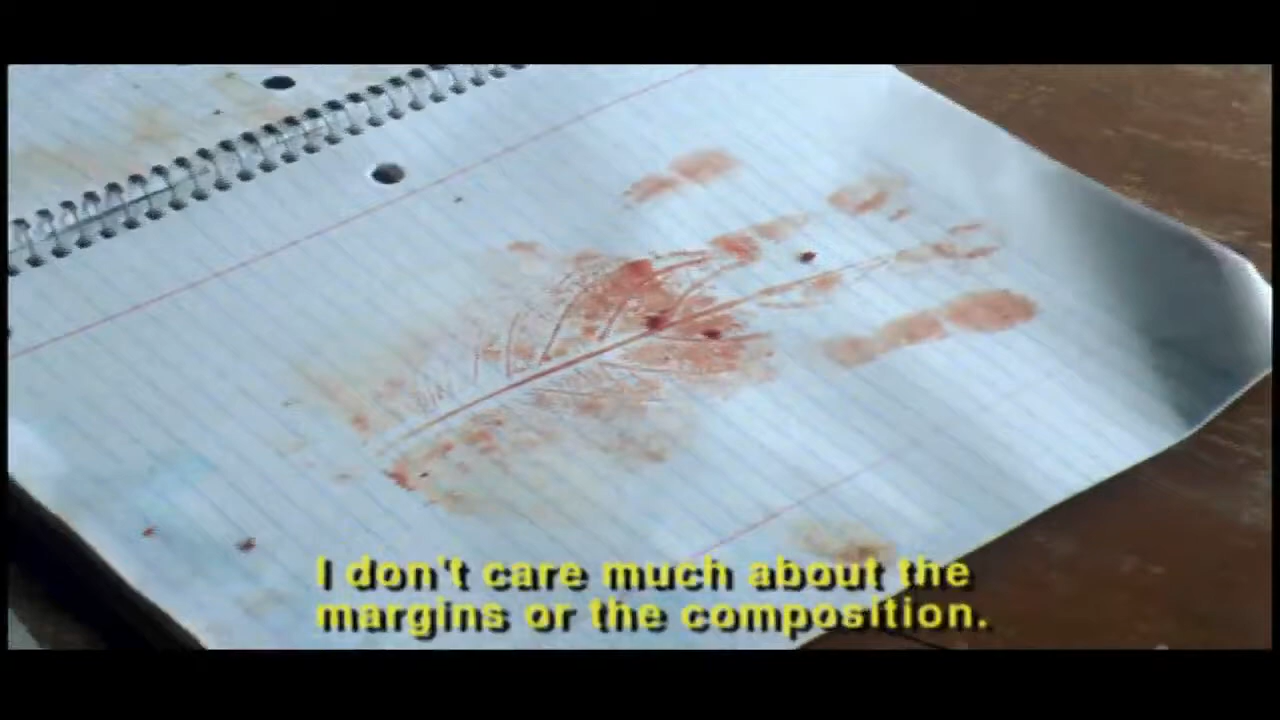 I don't care much about the
margins or the composition.